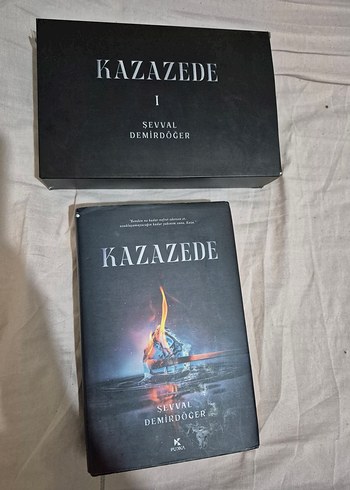 KAZAZEDE
I
ŞEVVAL
DEMİRDÖĞER
KAZAZEDE
ŞEVVAL
DEMİRDÖĞER
K